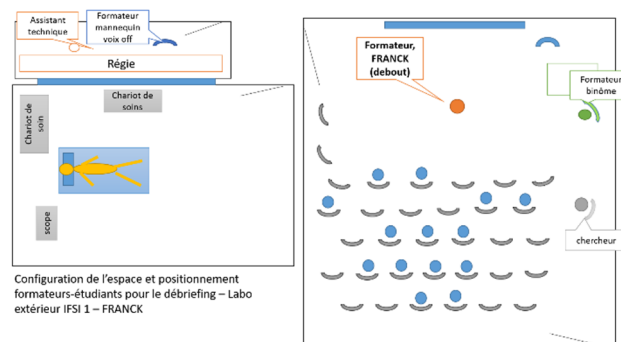 Assistant
technique
Formateur
mannequin
voix off
Régie
Chariot de
soins
Chariot de
soin
scope
Configuration de l'espace et positionnement
formateurs-étudiants pour le débriefing – Labo
extérieur IFSI 1 – FRANCK
Formateur,
FRANCK
(debout)
Formateur
binôme
chercheur